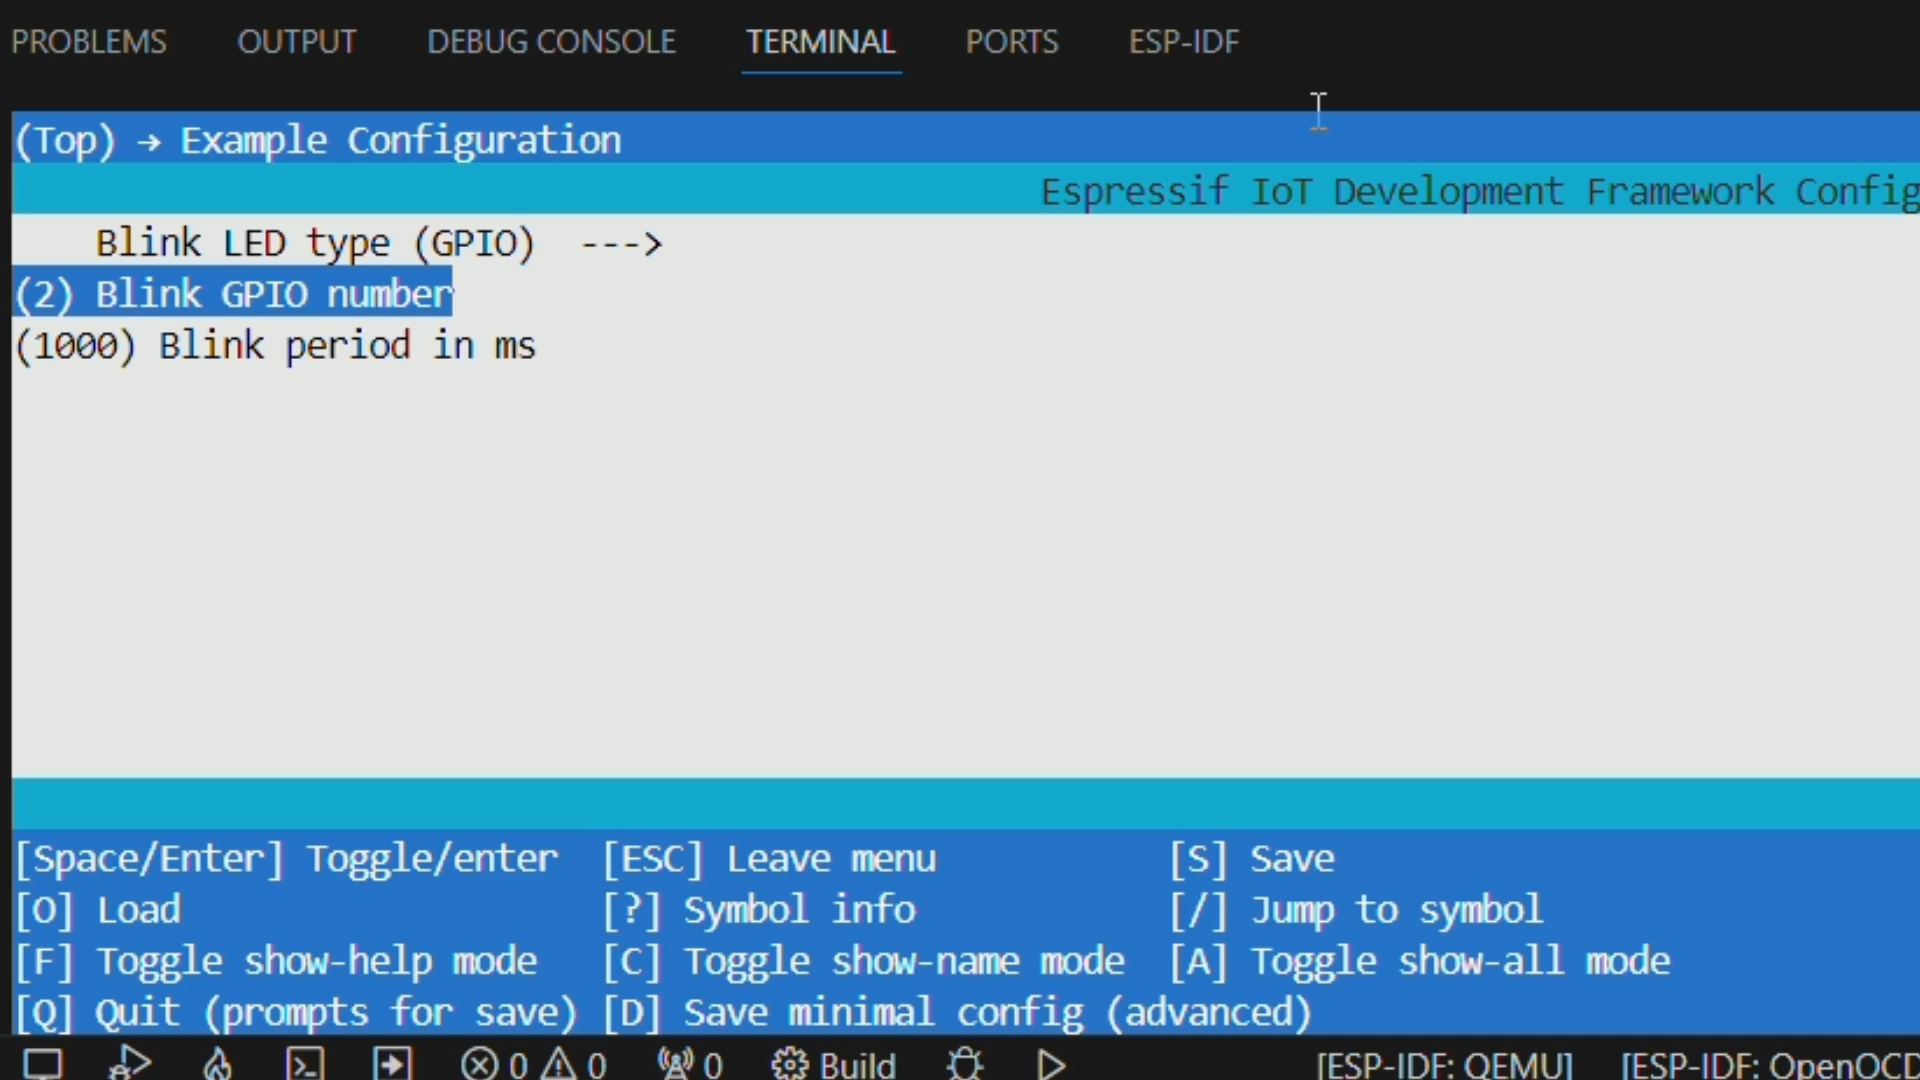 PROBLEMS OUTPUT DEBUG CONSOLE TERMINAL PORTS ESP-IDF
(Top) → Example Configuration
Espressif IoT Development Framework Config
Blink LED type (GPIO) --->
(2) Blink GPIO number
(1000) Blink period in ms
[Space/Enter] Toggle/enter [ESC] Leave menu [S] Save
[O] Load [?] Symbol info [/] Jump to symbol
[F] Toggle show-help mode [C] Toggle show-name mode [A] Toggle show-all mode
[Q] Quit (prompts for save) [D] Save minimal config (advanced)
0 0 0 Build [ESP-IDF: QEMU] [ESP-IDF: OpenOCD